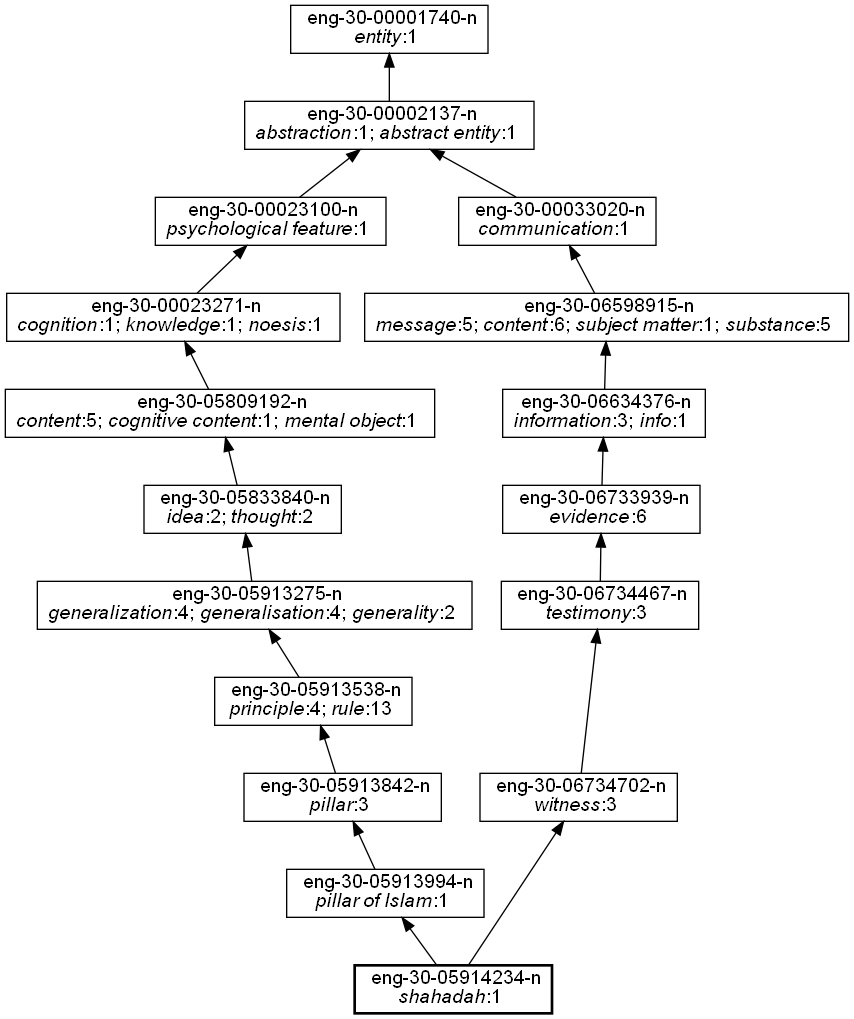 eng-30-00001740-n
entity:1
eng-30-00002137-n
abstraction:1; abstract entity:1
eng-30-00023100-n
psychological feature:1
eng-30-00033020-n
communication:1
eng-30-00023271-n
cognition:1; knowledge:1; noesis:1
eng-30-06598915-n
message:5; content:6; subject matter:1; substance:5
eng-30-05809192-n
content:5; cognitive content:1; mental object:1
eng-30-06634376-n
information:3; info:1
eng-30-05833840-n
idea:2; thought:2
eng-30-06733939-n
evidence:6
eng-30-05913275-n
generalization:4; generalisation:4; generality:2
eng-30-06734467-n
testimony:3
eng-30-05913538-n
principle:4; rule:13
eng-30-05913842-n
pillar:3
eng-30-06734702-n
witness:3
eng-30-05913994-n
pillar of Islam:1
eng-30-05914234-n
shahadah:1